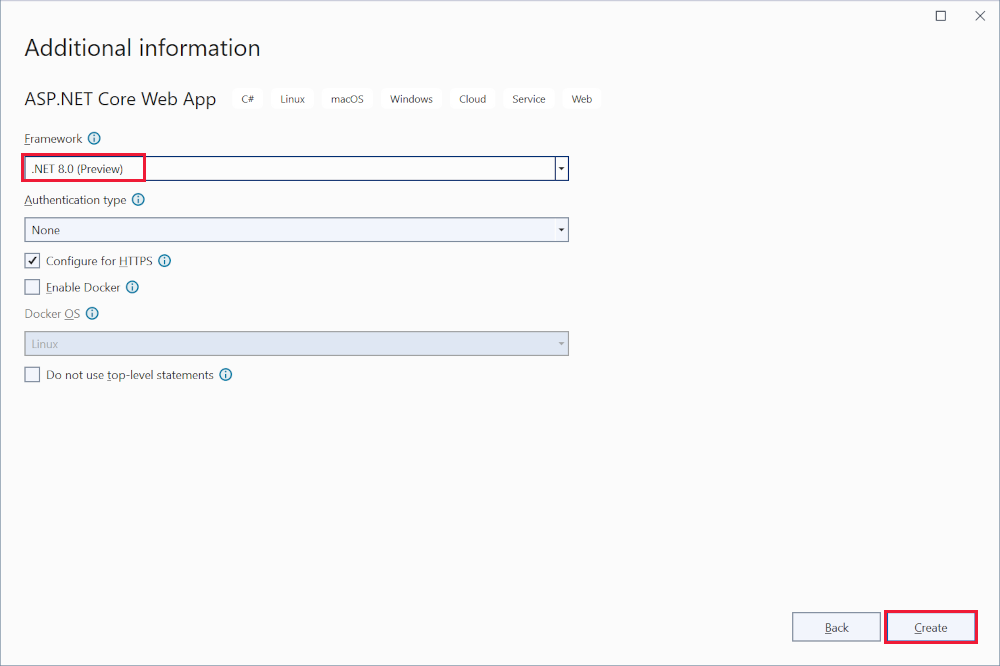 Additional information
ASP.NET Core Web App C# Linux macOS Windows Cloud Service Web
Framework
.NET 8.0 (Preview)
Authentication type
None
Configure for HTTPS
Enable Docker
Docker OS
Linux
Do not use top-level statements
Back Create